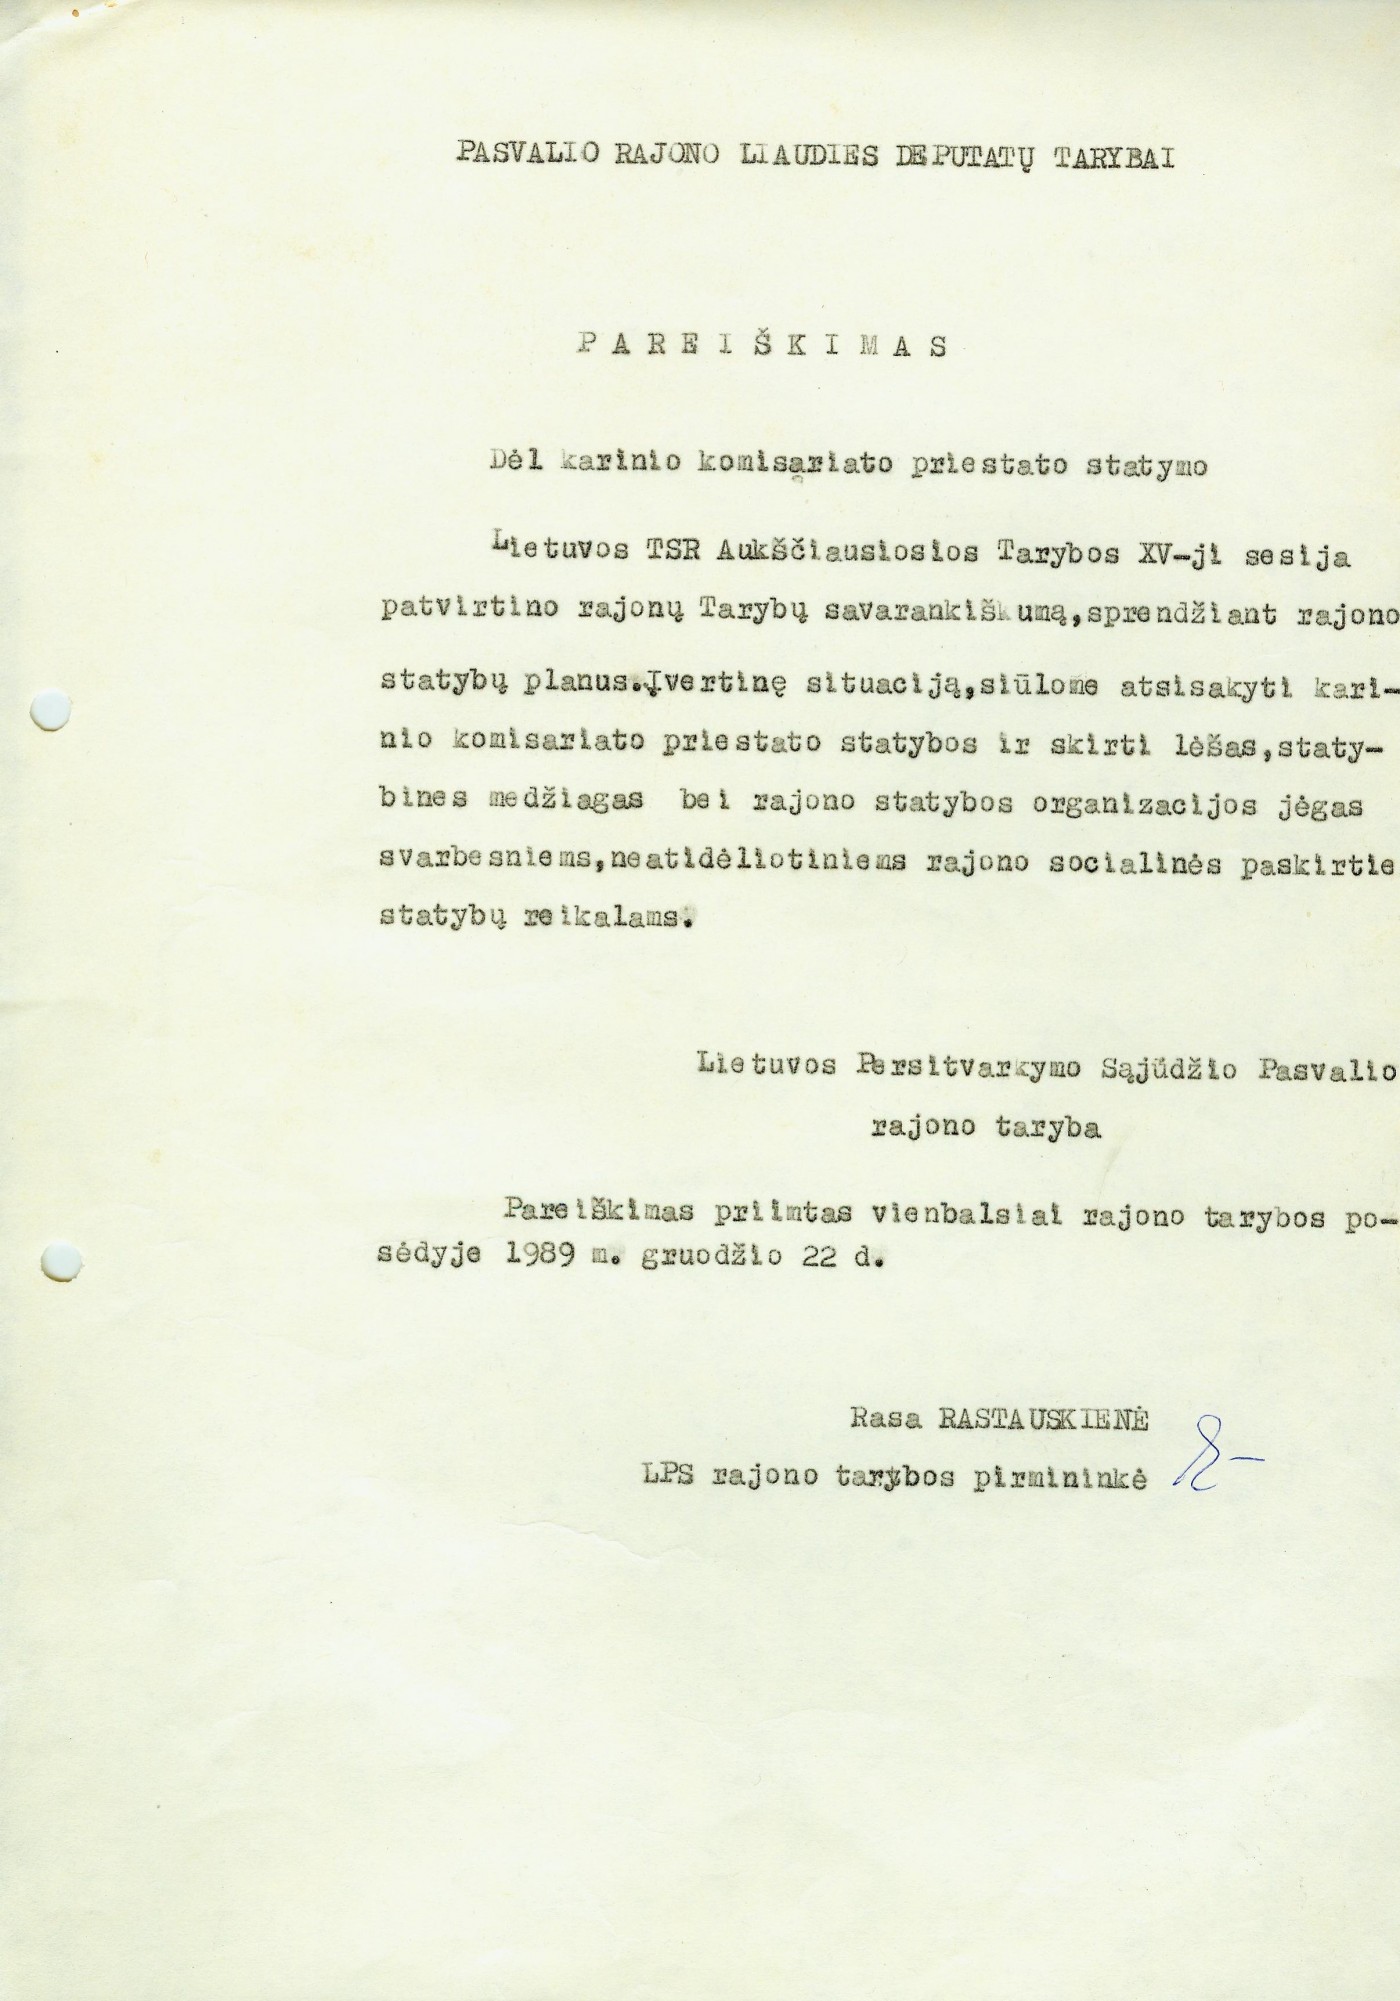 PASVALIO RAJONO LIAUDIES DEPUTATŲ TARYBAI
PAREIŠKIMAS
Dėl karinio komisariato priestato statymo
Lietuvos TSR Aukščiausiosios Tarybos XV-ji sesija
patvirtino rajonų Tarybų savarankiškumą,sprendžiant rajono
statybų planus.Įvertinę situaciją,siūlome atsisakyti kari-
nio komisariato priestato statybos ir skirti lėšas,staty-
bines medžiagas bei rajono statybos organizacijos jėgas
svarbesniems,neatidėliotiniems rajono socialinės paskirtie
statybų reikalams.
Lietuvos Persitvarkymo Sąjūdžio Pasvalio
rajono taryba
Pareiškimas priimtas vienbalsiai rajono tarybos po-
sėdyje 1989 m. gruodžio 22 d.
Rasa RASTAUSKIENĖ
LPS rajono tarybos pirmininkė